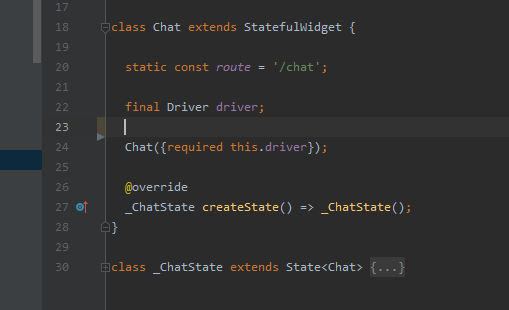 17
18 class Chat extends StatefulWidget {
19
20 static const route = '/chat';
21
22 final Driver driver;
23
24 Chat({required this.driver});
25
26 @override
27 _ChatState createState() => _ChatState();
28 }
29
30 class _ChatState extends State<Chat> {...}